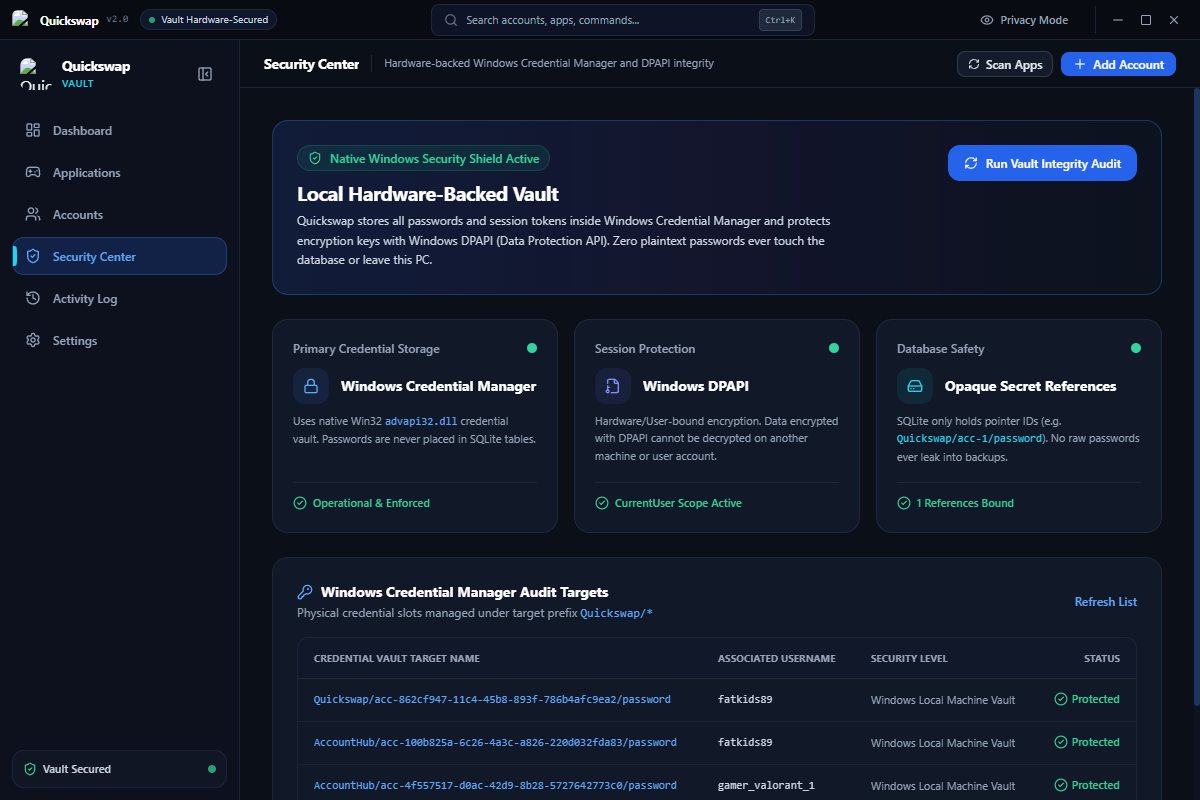 Quickswap v2.0 Vault Hardware-Secured
Search accounts, apps, commands... Ctrl+K
Privacy Mode
Quic
Quickswap
VAULT
Dashboard
Applications
Accounts
Security Center
Activity Log
Settings
Vault Secured
Security Center Hardware-backed Windows Credential Manager and DPAPI integrity
Scan Apps
Add Account
Native Windows Security Shield Active
Local Hardware-Backed Vault
Quickswap stores all passwords and session tokens inside Windows Credential Manager and protects
encryption keys with Windows DPAPI (Data Protection API). Zero plaintext passwords ever touch the
database or leave this PC.
Run Vault Integrity Audit
Primary Credential Storage
Windows Credential Manager
Uses native Win32 advapi32.dll credential
vault. Passwords are never placed in SQLite tables.
Operational & Enforced
Session Protection
Windows DPAPI
Hardware/User-bound encryption. Data encrypted
with DPAPI cannot be decrypted on another
machine or user account.
CurrentUser Scope Active
Database Safety
Opaque Secret References
SQLite only holds pointer IDs (e.g.
Quickswap/acc-1/password). No raw passwords
ever leak into backups.
1 References Bound
Windows Credential Manager Audit Targets
Physical credential slots managed under target prefix Quickswap/*
Refresh List
CREDENTIAL VAULT TARGET NAME ASSOCIATED USERNAME SECURITY LEVEL STATUS
Quickswap/acc-862cf947-11c4-45b8-893f-786b4afc9ea2/password fatkids89 Windows Local Machine Vault Protected
AccountHub/acc-100b825a-6c26-4a3c-a826-220d032fda83/password fatkids89 Windows Local Machine Vault Protected
AccountHub/acc-4f557517-d0ac-42d9-8b28-5727642773c0/password gamer_valorant_1 Windows Local Machine Vault Protected